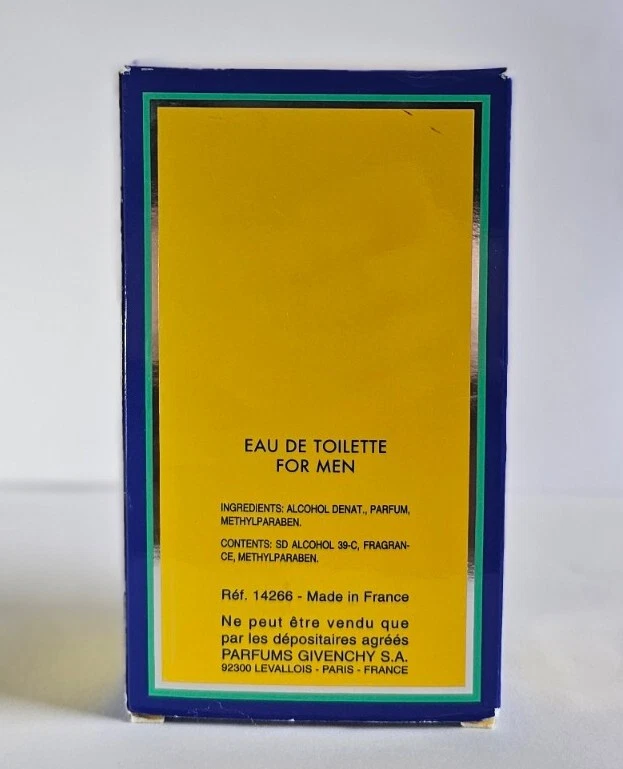 EAU DE TOILETTE
FOR MEN
INGREDIENTS: ALCOHOL DENAT., PARFUM,
METHYLPARABEN.
CONTENTS: SD ALCOHOL 39-C, FRAGRAN-
CE, METHYLPARABEN.
Réf. 14266 - Made in France
Ne peut être vendu que
par les dépositaires agréés
PARFUMS GIVENCHY S.A.
92300 LEVALLOIS - PARIS - FRANCE